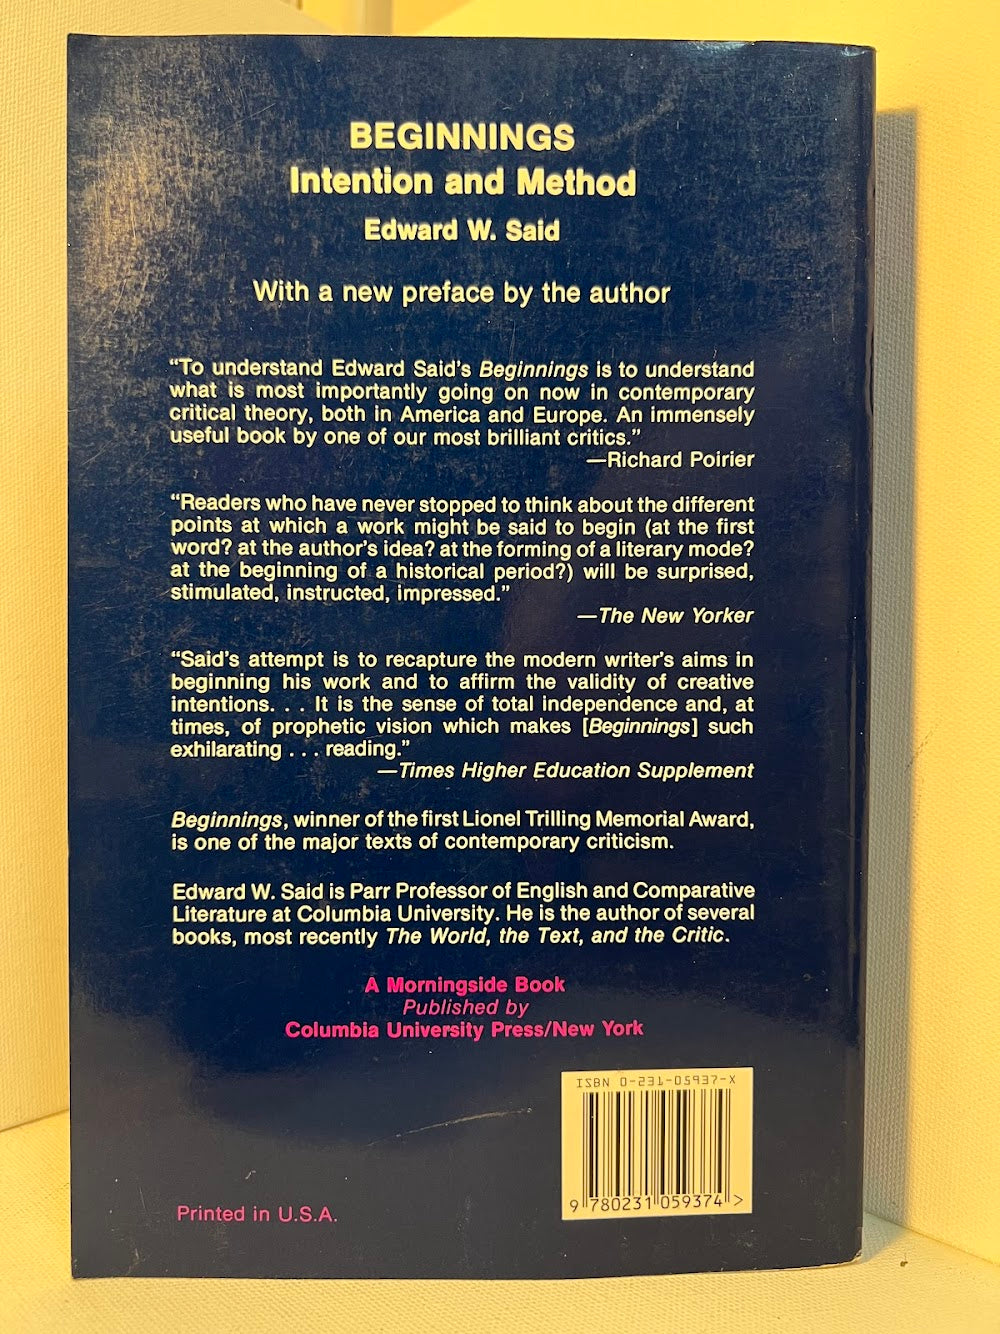 BEGINNINGS
Intention and Method
Edward W. Said
With a new preface by the author
“To understand Edward Said’s Beginnings is to understand
what is most importantly going on now in contemporary
critical theory, both in America and Europe. An immensely
useful book by one of our most brilliant critics.”
—Richard Poirier
“Readers who have never stopped to think about the different
points at which a work might be said to begin (at the first
word? at the author’s idea? at the forming of a literary mode?
at the beginning of a historical period?) will be surprised,
stimulated, instructed, impressed.”
—The New Yorker
“Said’s attempt is to recapture the modern writer’s aims in
beginning his work and to affirm the validity of creative
intentions. . . It is the sense of total independence and, at
times, of prophetic vision which makes [Beginnings] such
exhilarating . . . reading.”
—Times Higher Education Supplement
Beginnings, winner of the first Lionel Trilling Memorial Award,
is one of the major texts of contemporary criticism.
Edward W. Said is Parr Professor of English and Comparative
Literature at Columbia University. He is the author of several
books, most recently The World, the Text, and the Critic.
A Morningside Book
Published by
Columbia University Press/New York
ISBN 0-231-05937-X
9 780231 059374 >
Printed in U.S.A.